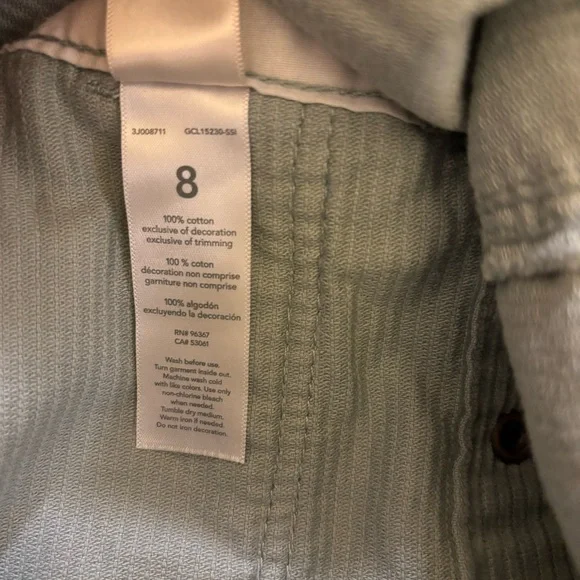 3J008711 GCL15230-SSI
8
100% cotton
exclusive of decoration
exclusive of trimming
100 % coton
décoration non comprise
garniture non comprise
100% algodón
excluyendo la decoración
RN# 96367
CA# 53061
Wash before use.
Turn garment inside out.
Machine wash cold
with like colors. Use only
non-chlorine bleach
when needed.
Tumble dry medium.
Warm iron if needed.
Do not iron decoration.